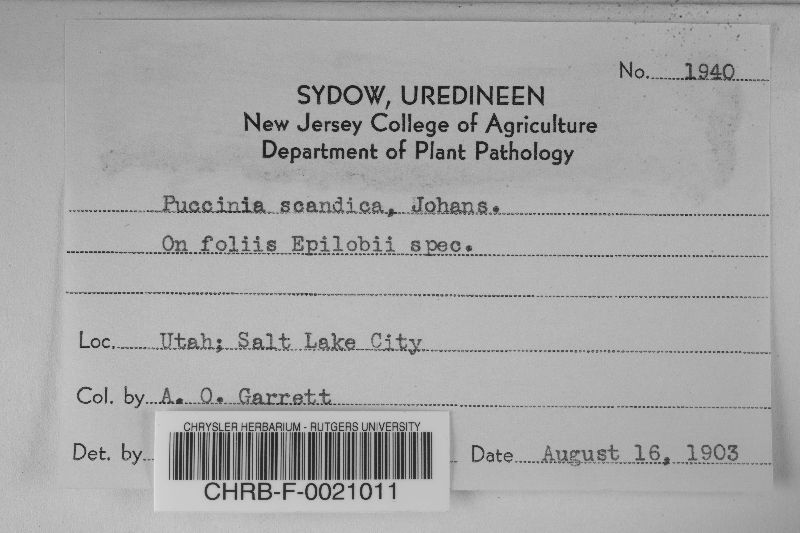 No. 1940
SYDOW, UREDINEEN
New Jersey College of Agriculture
Department of Plant Pathology
Puccinia scandica, Johans.
On foliis Epilobii spec.
Loc. Utah; Salt Lake City
Col. by A. O. Garrett
Det. by Date August 16, 1903
CHRYSLER HERBARIUM - RUTGERS UNIVERSITY
CHRB-F-0021011